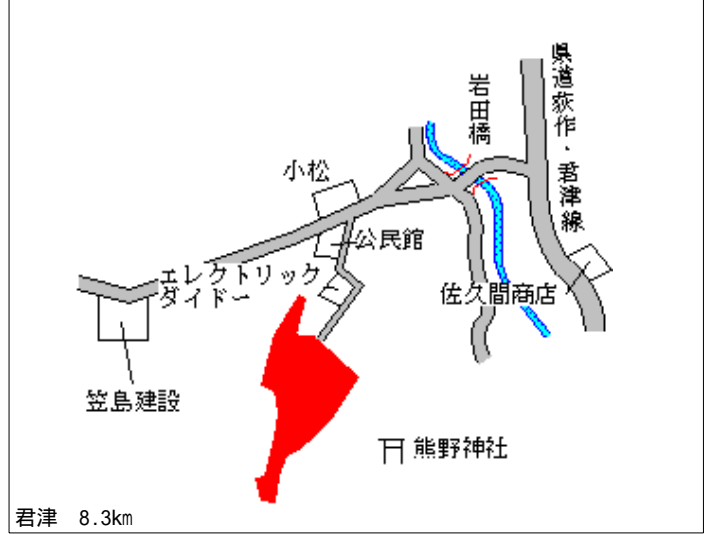 県道荻作・君津線
岩田橋
小松
公民館
エレクトリック
ダイドー
佐久間商店
笠島建設
熊野神社
君津 8.3km